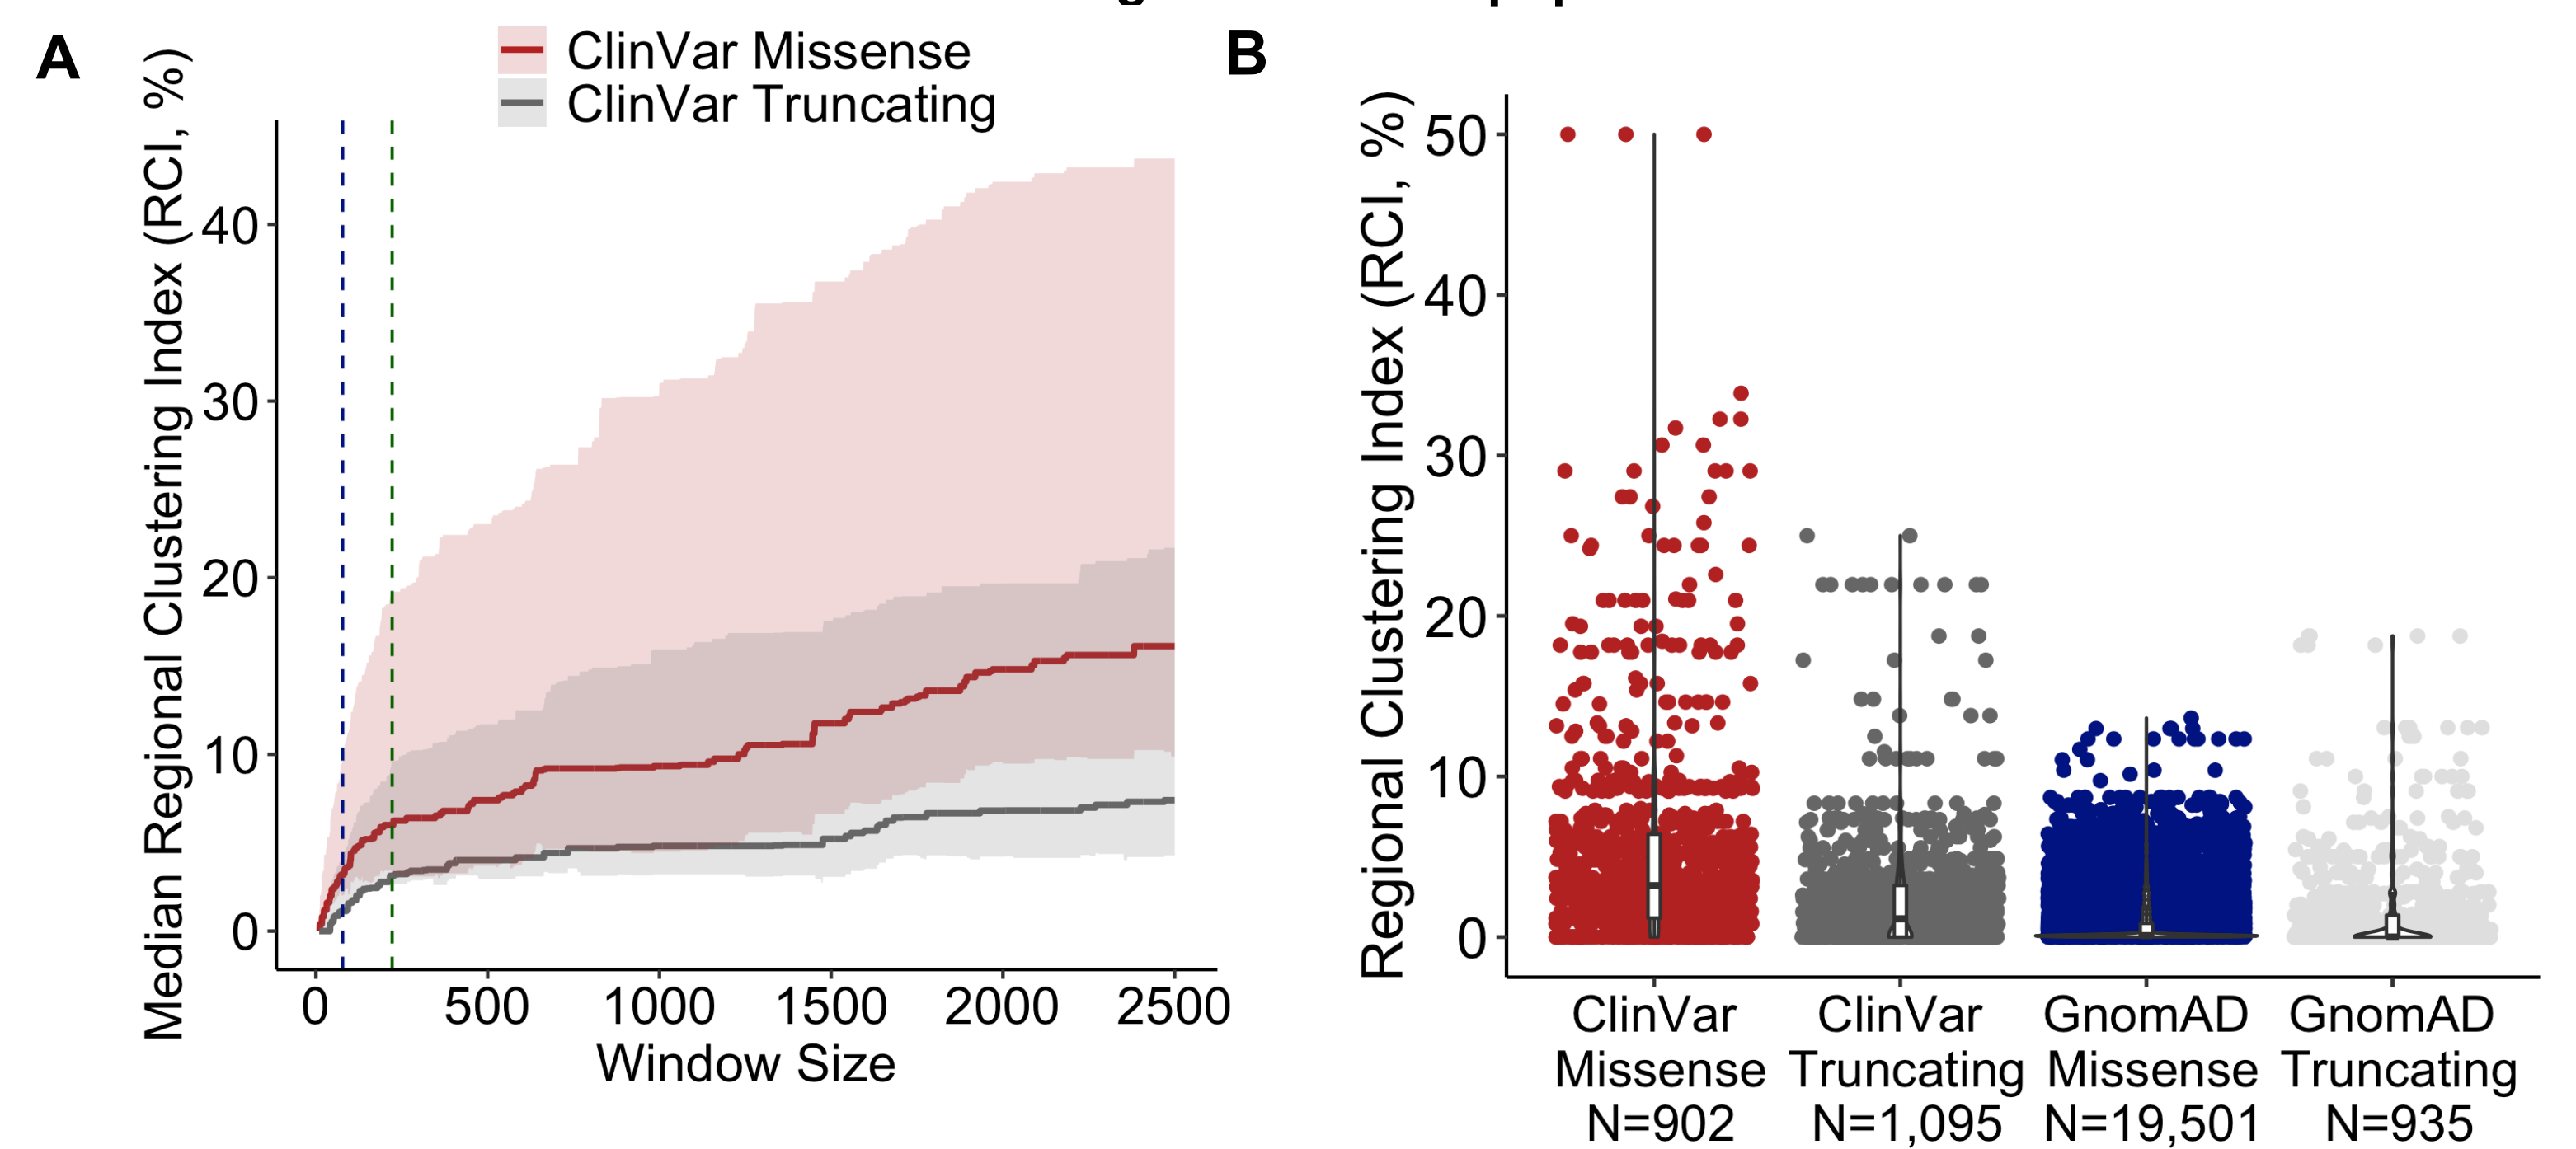 A
ClinVar Missense
ClinVar Truncating
Median Regional Clustering Index (RCI, %)
40
30
20
10
0
0 500 1000 1500 2000 2500
Window Size
B
Regional Clustering Index (RCI, %)
50
40
30
20
10
0
ClinVar Missense N=902
ClinVar Truncating N=1,095
GnomAD Missense N=19,501
GnomAD Truncating N=935